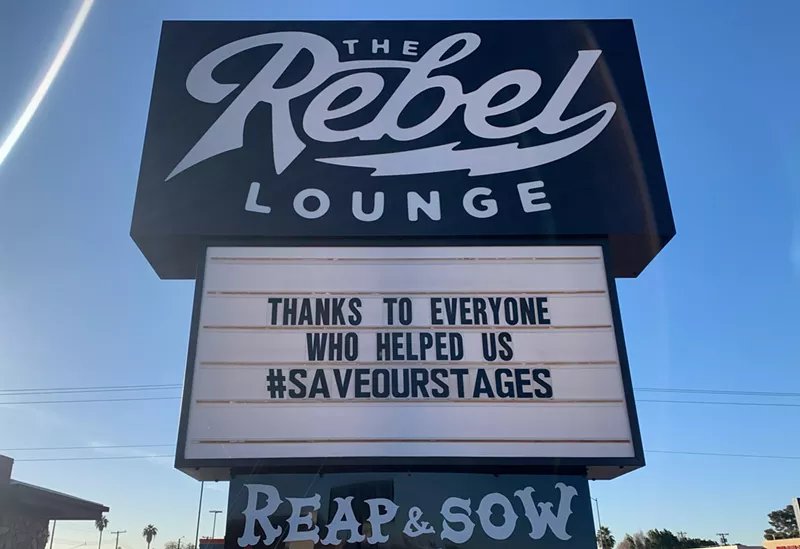 THE
Rebel
LOUNGE
THANKS TO EVERYONE
WHO HELPED US
#SAVEOURSTAGES
REAP & SOW